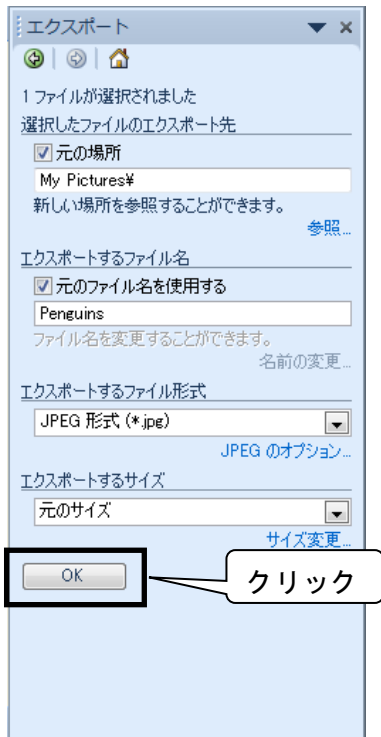 エクスポート
1 ファイルが選択されました
選択したファイルのエクスポート先
元の場所
My Pictures¥
新しい場所を参照することができます。
参照...
エクスポートするファイル名
元のファイル名を使用する
Penguins
ファイル名を変更することができます。
名前の変更...
エクスポートするファイル形式
JPEG 形式 (*.jpg)
JPEG のオプション...
エクスポートするサイズ
元のサイズ
サイズ変更...
OK
クリック